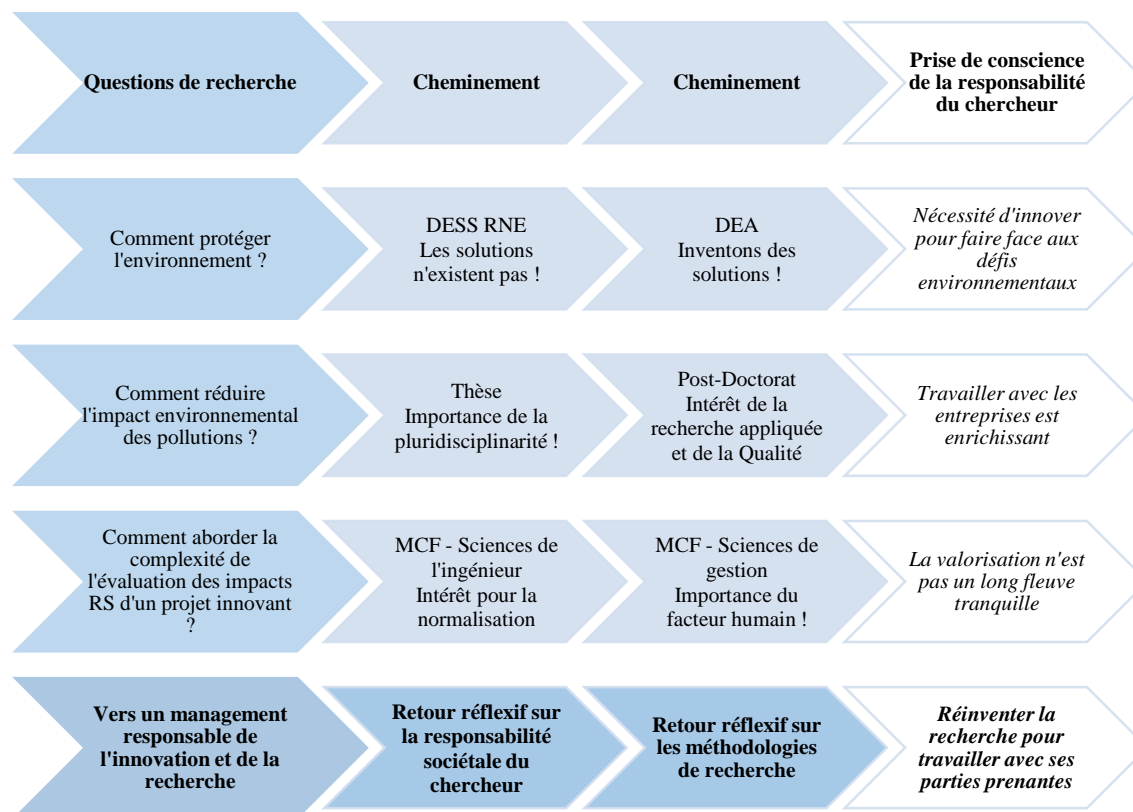 Questions de recherche
Cheminement
Cheminement
Prise de conscience
de la responsabilité
du chercheur
Comment protéger
l'environnement ?
DESS RNE
Les solutions
n'existent pas !
DEA
Inventons des
solutions !
Nécessité d'innover
pour faire face aux
défis
environnementaux
Comment réduire
l'impact environnemental
des pollutions ?
Thèse
Importance de la
pluridisciplinarité !
Post-Doctorat
Intérêt de la
recherche appliquée
et de la Qualité
Travailler avec les
entreprises est
enrichissant
Comment aborder la
complexité de
l'évaluation des impacts
RS d'un projet innovant
?
MCF - Sciences de
l'ingénieur
Intérêt pour la
normalisation
MCF - Sciences de
gestion
Importance du
facteur humain !
La valorisation n'est
pas un long fleuve
tranquille
Vers un management
responsable de
l'innovation et de la
recherche
Retour réflexif sur
la responsabilité
sociétale du
chercheur
Retour réflexif sur
les méthodologies
de recherche
Réinventer la
recherche pour
travailler avec ses
parties prenantes